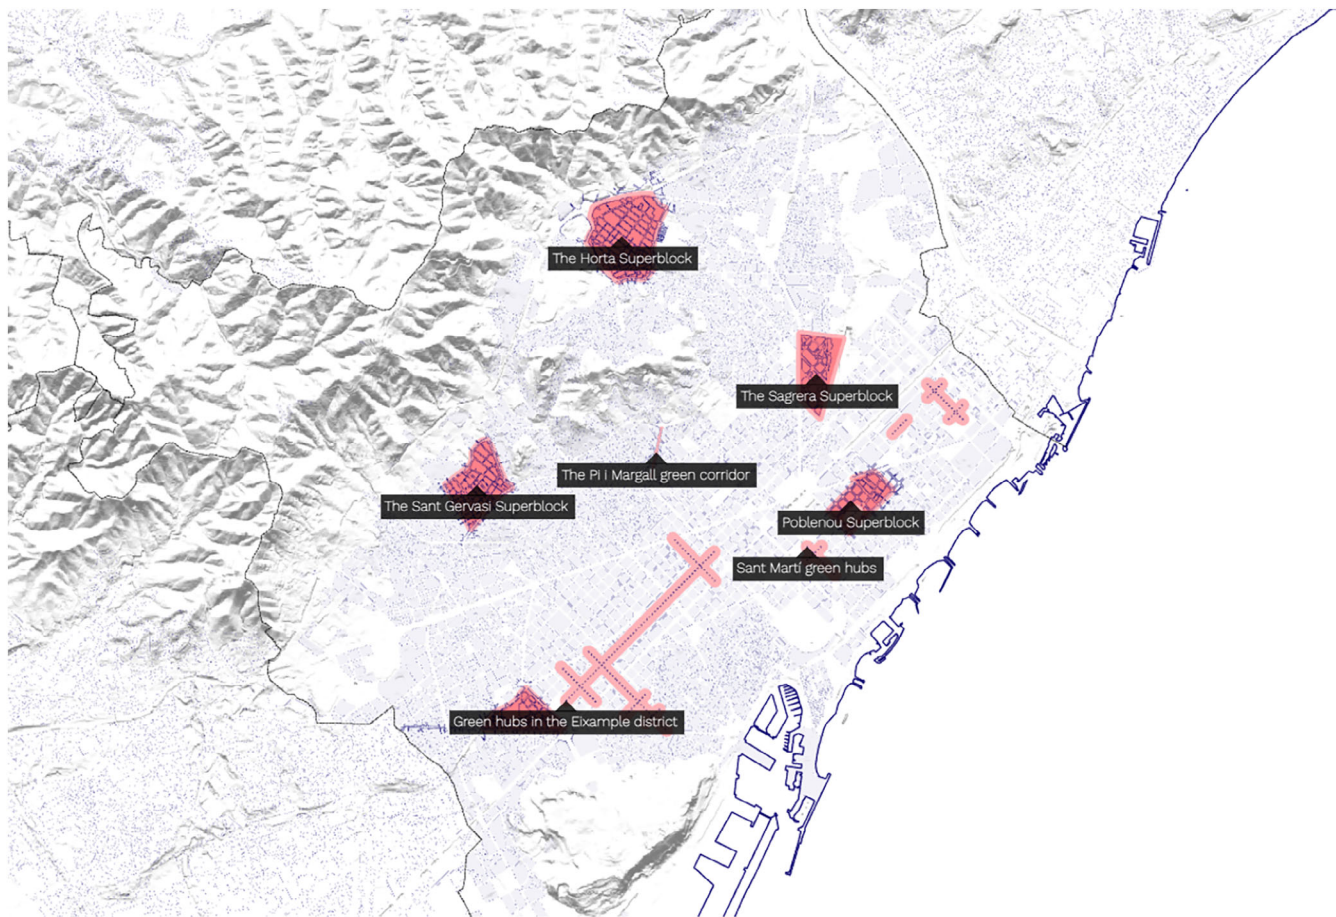 The Horta Superblock
The Sagrera Superblock
The Pi i Margall green corridor
The Sant Gervasi Superblock
Poblenou Superblock
Sant Martí green hubs
Green hubs in the Eixample district